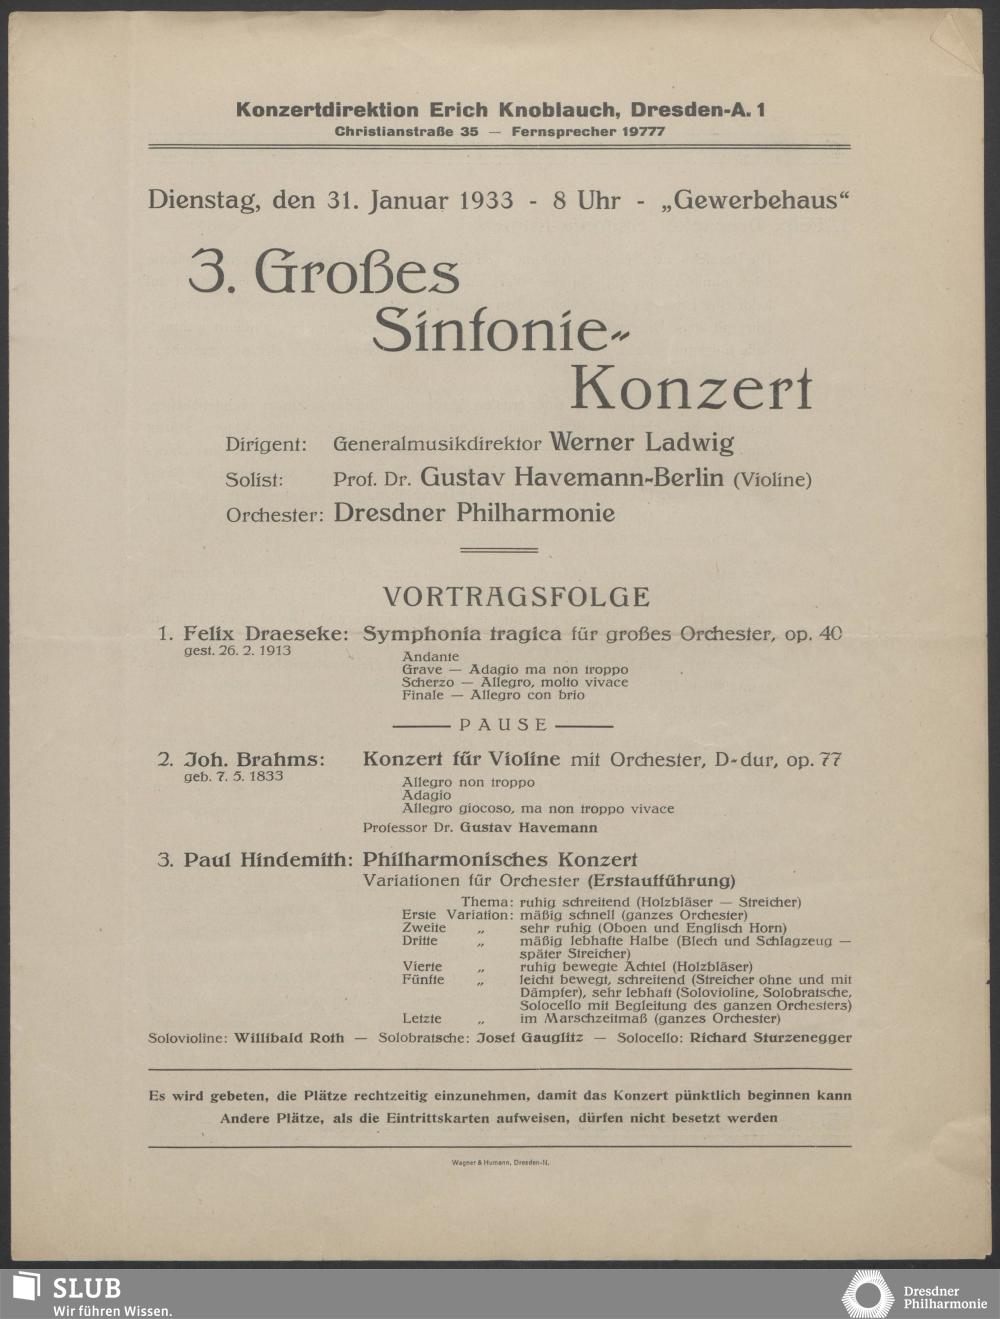 Konzertdirektion Erich Knoblauch, Dresden-A. 1
Christianstraße 35 — Fernsprecher 19777
Dienstag, den 31. Januar 1933 - 8 Uhr - „Gewerbehaus“
3. Großes
Sinfonie-
Konzert
Dirigent: Generalmusikdirektor Werner Ladwig
Solist: Prof. Dr. Gustav Havemann-Berlin (Violine)
Orchester: Dresdner Philharmonie
VORTRAGSFOLGE
1. Felix Draeseke: Symphonia tragica für großes Orchester, op. 40
gest. 26. 2. 1913
Andante
Grave — Adagio ma non troppo
Scherzo — Allegro, molto vivace
Finale — Allegro con brio
PAUSE
2. Joh. Brahms: Konzert für Violine mit Orchester, D-dur, op. 77
geb. 7. 5. 1833
Allegro non troppo
Adagio
Allegro giocoso, ma non troppo vivace
Professor Dr. Gustav Havemann
3. Paul Hindemith: Philharmonisches Konzert
Variationen für Orchester (Erstaufführung)
Thema: ruhig schreitend (Holzbläser — Streicher)
Erste Variation: mäßig schnell (ganzes Orchester)
Zweite „ sehr ruhig (Oboen und Englisch Horn)
Dritte „ mäßig lebhafte Halbe (Blech und Schlagzeug —
später Streicher)
Vierte „ ruhig bewegte Achtel (Holzbläser)
Fünfte „ leicht bewegt, schreitend (Streicher ohne und mit
Dämpfer), sehr lebhaft (Solovioline, Solobratsche,
Solocello mit Begleitung des ganzen Orchesters)
Letzte „ im Marschzeitmaß (ganzes Orchester)
Solovioline: Willibald Roth — Solobratsche: Josef Gauglitz — Solocello: Richard Sturzenegger
Es wird gebeten, die Plätze rechtzeitig einzunehmen, damit das Konzert pünktlich beginnen kann
Andere Plätze, als die Eintrittskarten aufweisen, dürfen nicht besetzt werden
Wagner & Humann, Dresden-N.
SLUB
Wir führen Wissen.
Dresdner
Philharmonie